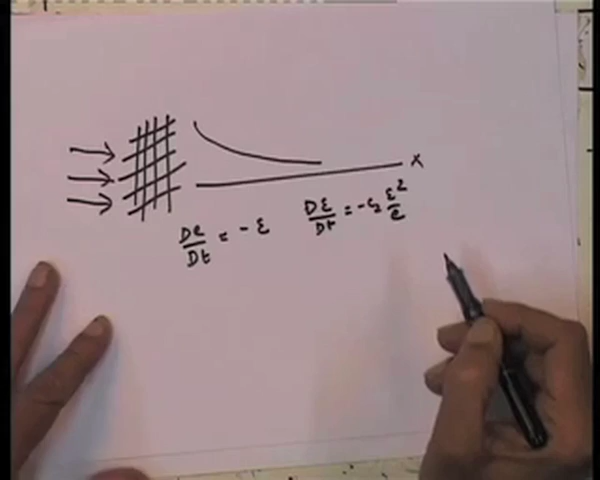 x
De/Dt = - ε
Dε/Dt = - c₂ ε²/e